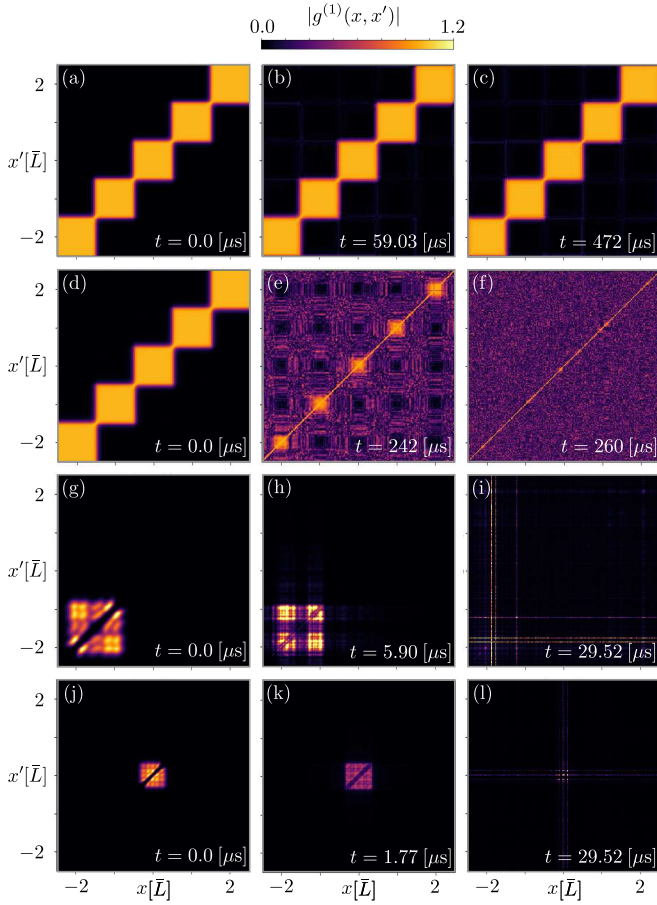 |g^{(1)}(x, x′)|
0.0 1.2
(a) (b) (c)
2
x′[L̄]
−2
t = 0.0 [μs] t = 59.03 [μs] t = 472 [μs]
(d) (e) (f)
2
x′[L̄]
−2
t = 0.0 [μs] t = 242 [μs] t = 260 [μs]
(g) (h) (i)
2
x′[L̄]
−2
t = 0.0 [μs] t = 5.90 [μs] t = 29.52 [μs]
(j) (k) (l)
2
x′[L̄]
−2
t = 0.0 [μs] t = 1.77 [μs] t = 29.52 [μs]
−2 x[L̄] 2 −2 x[L̄] 2 −2 x[L̄] 2